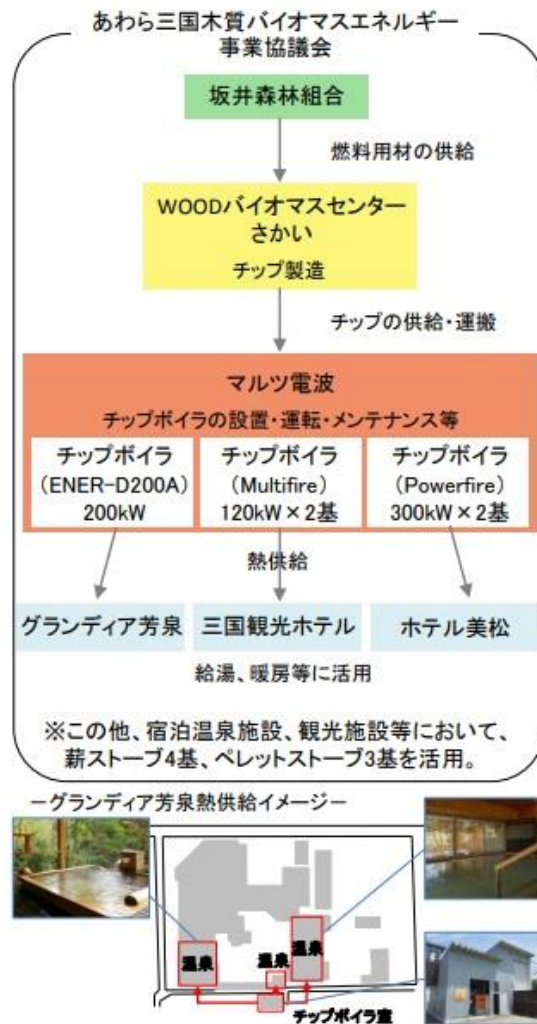 あわら三国木質バイオマスエネルギー
事業協議会
坂井森林組合
燃料用材の供給
WOODバイオマスセンター
さかい
チップ製造
チップの供給・運搬
マルツ電波
チップボイラの設置・運転・メンテナンス等
チップボイラ
(ENER-D200A)
200kW
チップボイラ
(Multifire)
120kW×2基
チップボイラ
(Powerfire)
300kW×2基
熱供給
グランディア芳泉
三国観光ホテル
ホテル美松
給湯、暖房等に活用
※この他、宿泊温泉施設、観光施設等において、
薪ストーブ4基、ペレットストーブ3基を活用。
－グランディア芳泉熱供給イメージ－
温泉
温泉
温泉
チップボイラ室